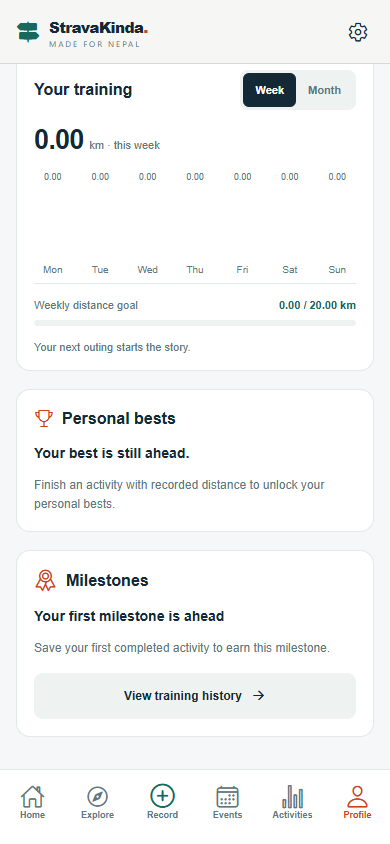 StravaKinda.
MADE FOR NEPAL
Your training
Week
Month
0.00 km · this week
0.00 0.00 0.00 0.00 0.00 0.00 0.00
Mon Tue Wed Thu Fri Sat Sun
Weekly distance goal
0.00 / 20.00 km
Your next outing starts the story.
Personal bests
Your best is still ahead.
Finish an activity with recorded distance to unlock your
personal bests.
Milestones
Your first milestone is ahead
Save your first completed activity to earn this milestone.
View training history
Home Explore Record Events Activities Profile